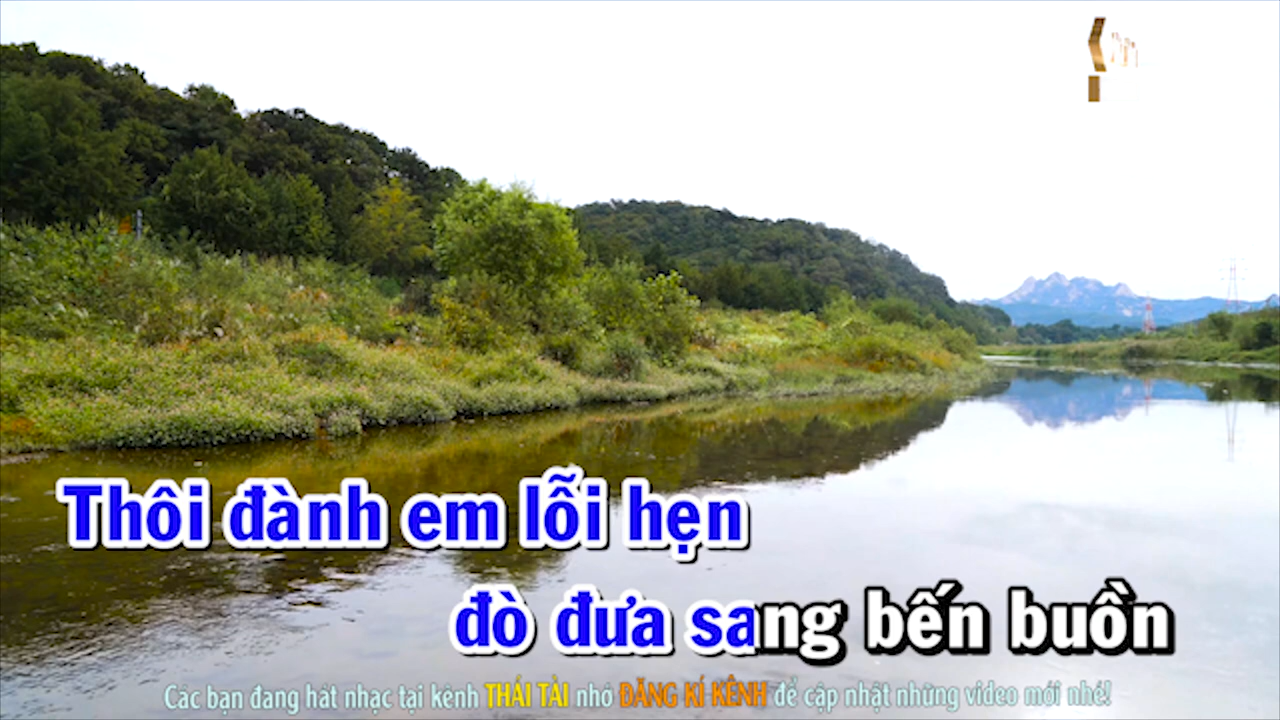 Thôi đành em lỗi hẹn
đò đưa sang bến buồn
Các bạn đang hát nhạc tại kênh THÁI TÀI nhớ ĐĂNG KÍ KÊNH để cập nhật những video mới nhé!